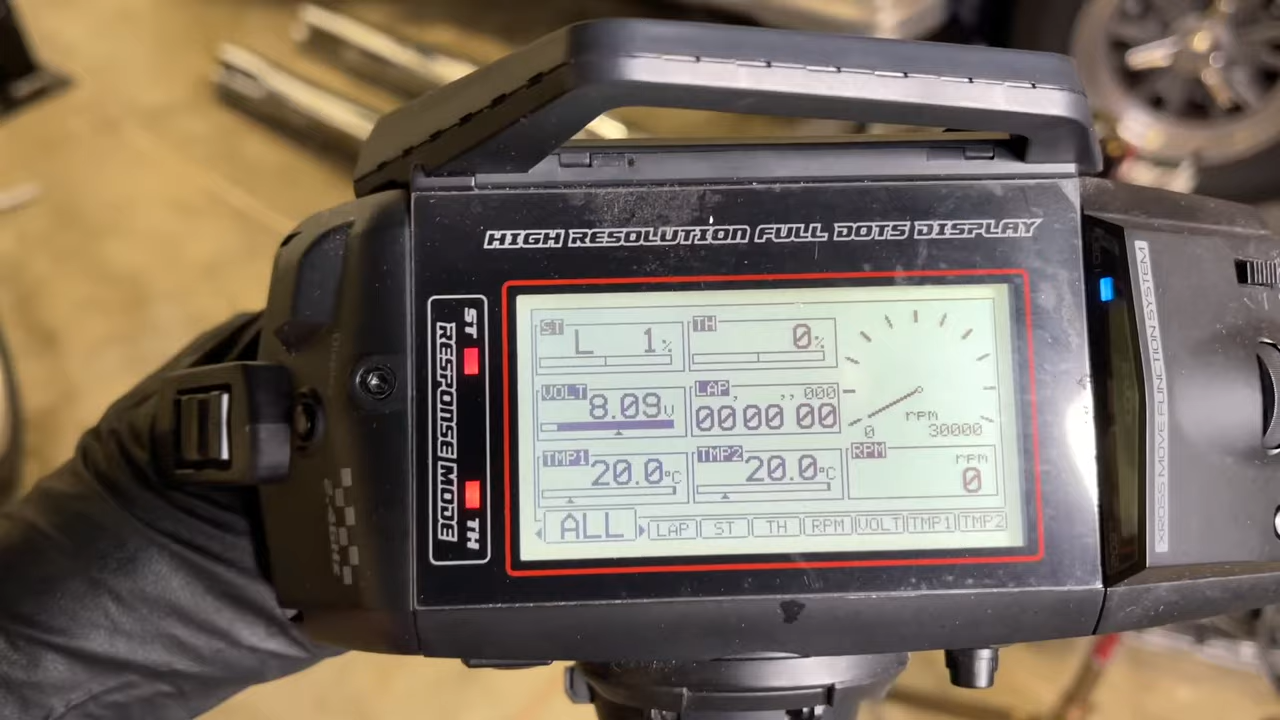 HIGH RESOLUTION FULL DOTS DISPLAY
ST
RESPONSE MODE
TH
ST
L 1%
TH
0%
VOLT
8.09V
LAP
000
00 00 00
TMP1
20.0°C
TMP2
20.0°C
0
rpm
30000
RPM
rpm
0
ALL
LAP
ST
TH
RPM
VOLT
TMP1
TMP2
XROSS MOVE FUNCTION SYSTEM